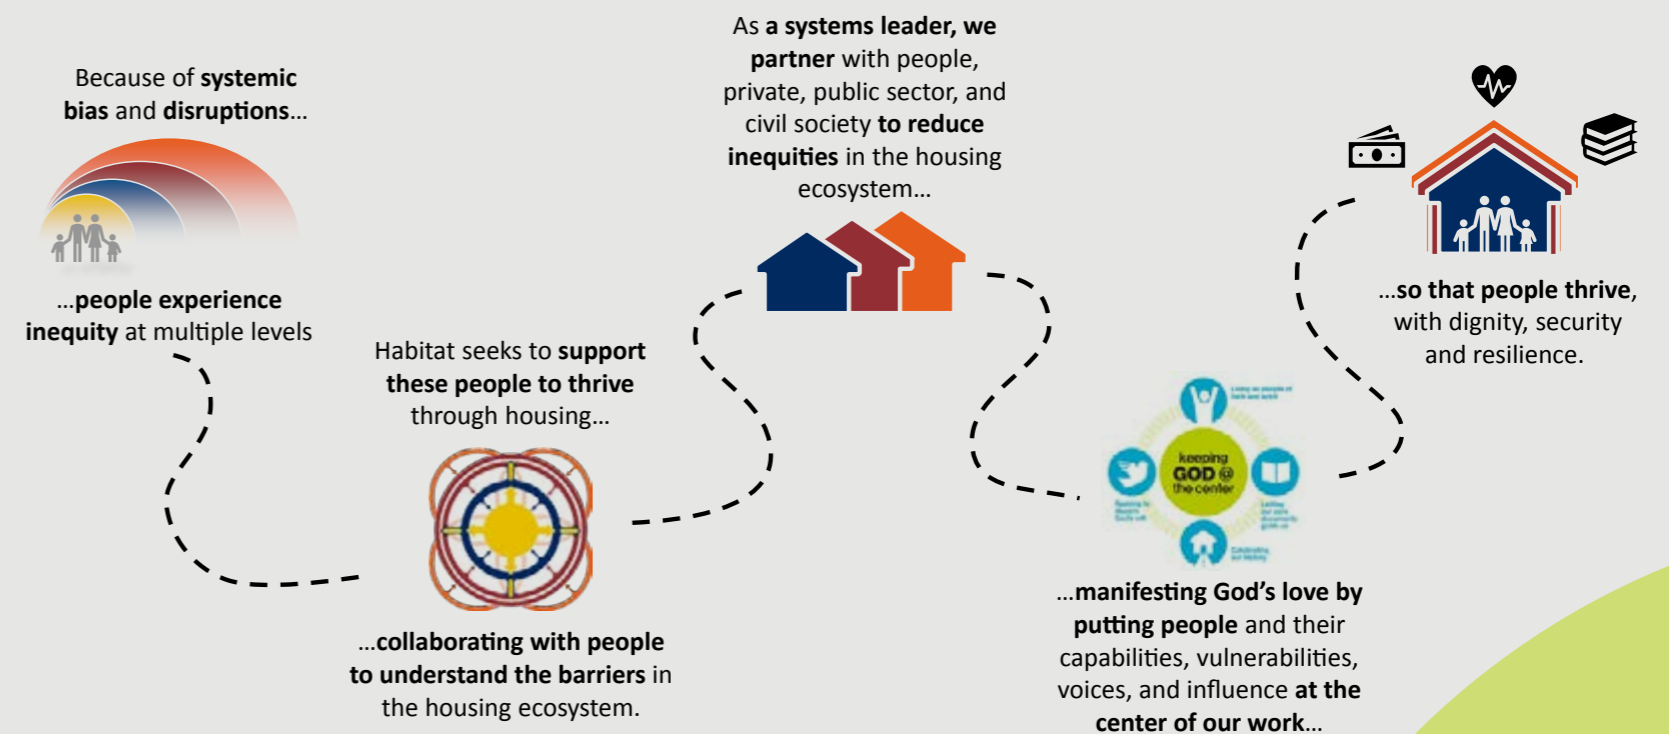 Because of systemic
bias and disruptions...
...people experience
inequity at multiple levels
Habitat seeks to support
these people to thrive
through housing...
...collaborating with people
to understand the barriers in
the housing ecosystem.
As a systems leader, we
partner with people,
private, public sector, and
civil society to reduce
inequities in the housing
ecosystem...
keeping
GOD @
the center
...manifesting God’s love by
putting people and their
capabilities, vulnerabilities,
voices, and influence at the
center of our work...
...so that people thrive,
with dignity, security
and resilience.